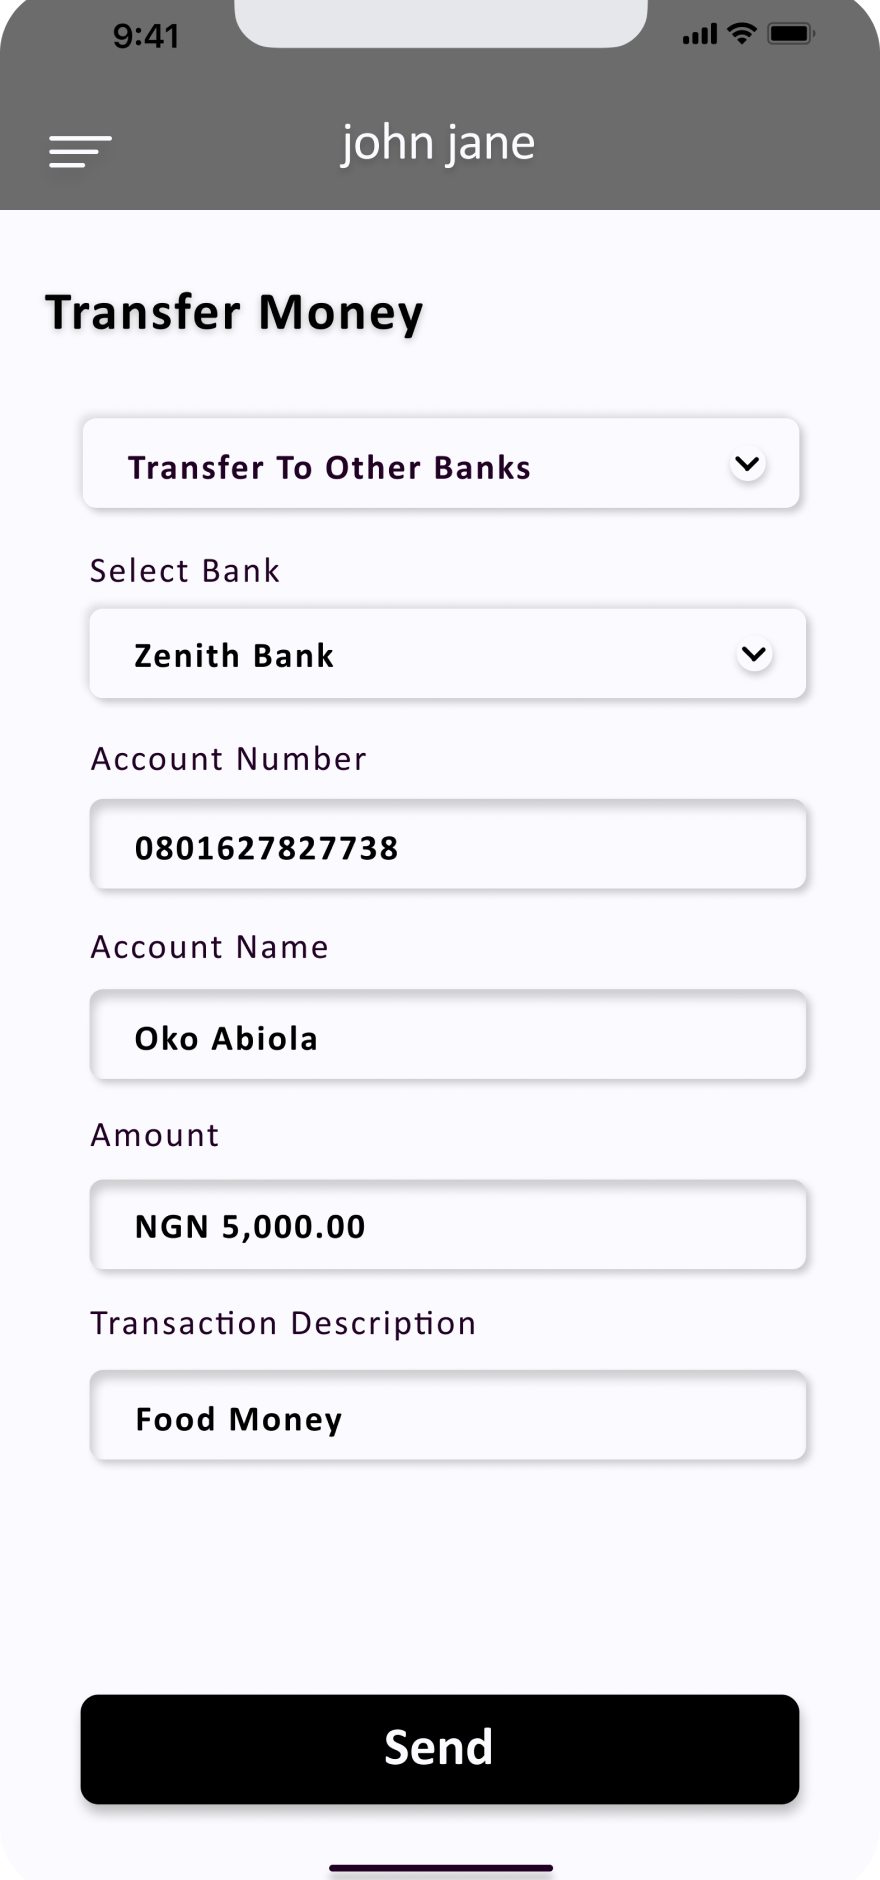 9:41
john jane
Transfer Money
Transfer To Other Banks
Select Bank
Zenith Bank
Account Number
0801627827738
Account Name
Oko Abiola
Amount
NGN 5,000.00
Transaction Description
Food Money
Send